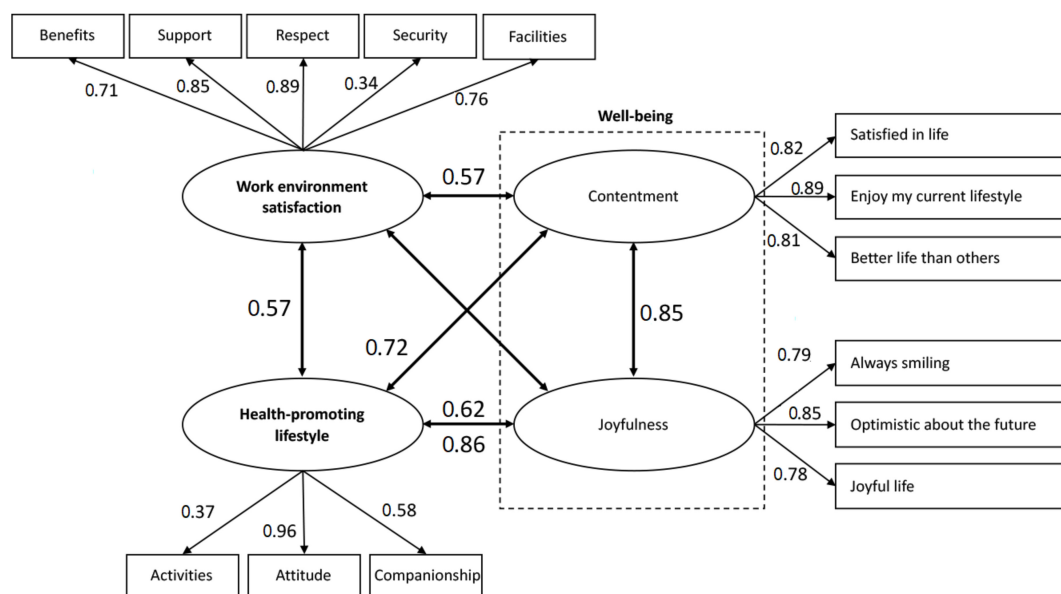 Benefits
Support
Respect
Security
Facilities
0.71
0.85
0.89
0.34
0.76
Well-being
Work environment
satisfaction
0.57
Contentment
0.82
0.89
0.81
Satisfied in life
Enjoy my current lifestyle
Better life than others
0.57
0.72
0.85
Health-promoting
lifestyle
0.62
0.86
Joyfulness
0.79
0.85
0.78
Always smiling
Optimistic about the future
Joyful life
0.37
0.96
0.58
Activities
Attitude
Companionship